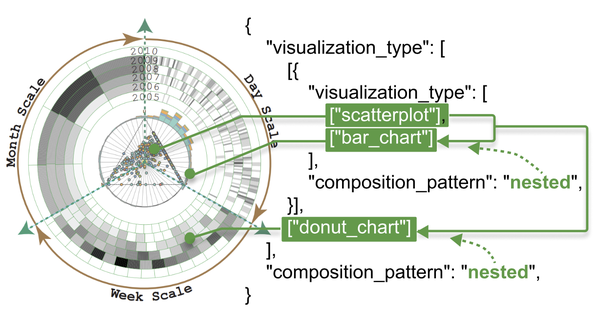 2010
2009
2008
2007
2006
2005
Month Scale
Day Scale
Week Scale
{
"visualization_type": [
[{
"visualization_type": [
["scatterplot"],
["bar_chart"]
],
"composition_pattern": "nested",
}],
["donut_chart"]
],
"composition_pattern": "nested",
}